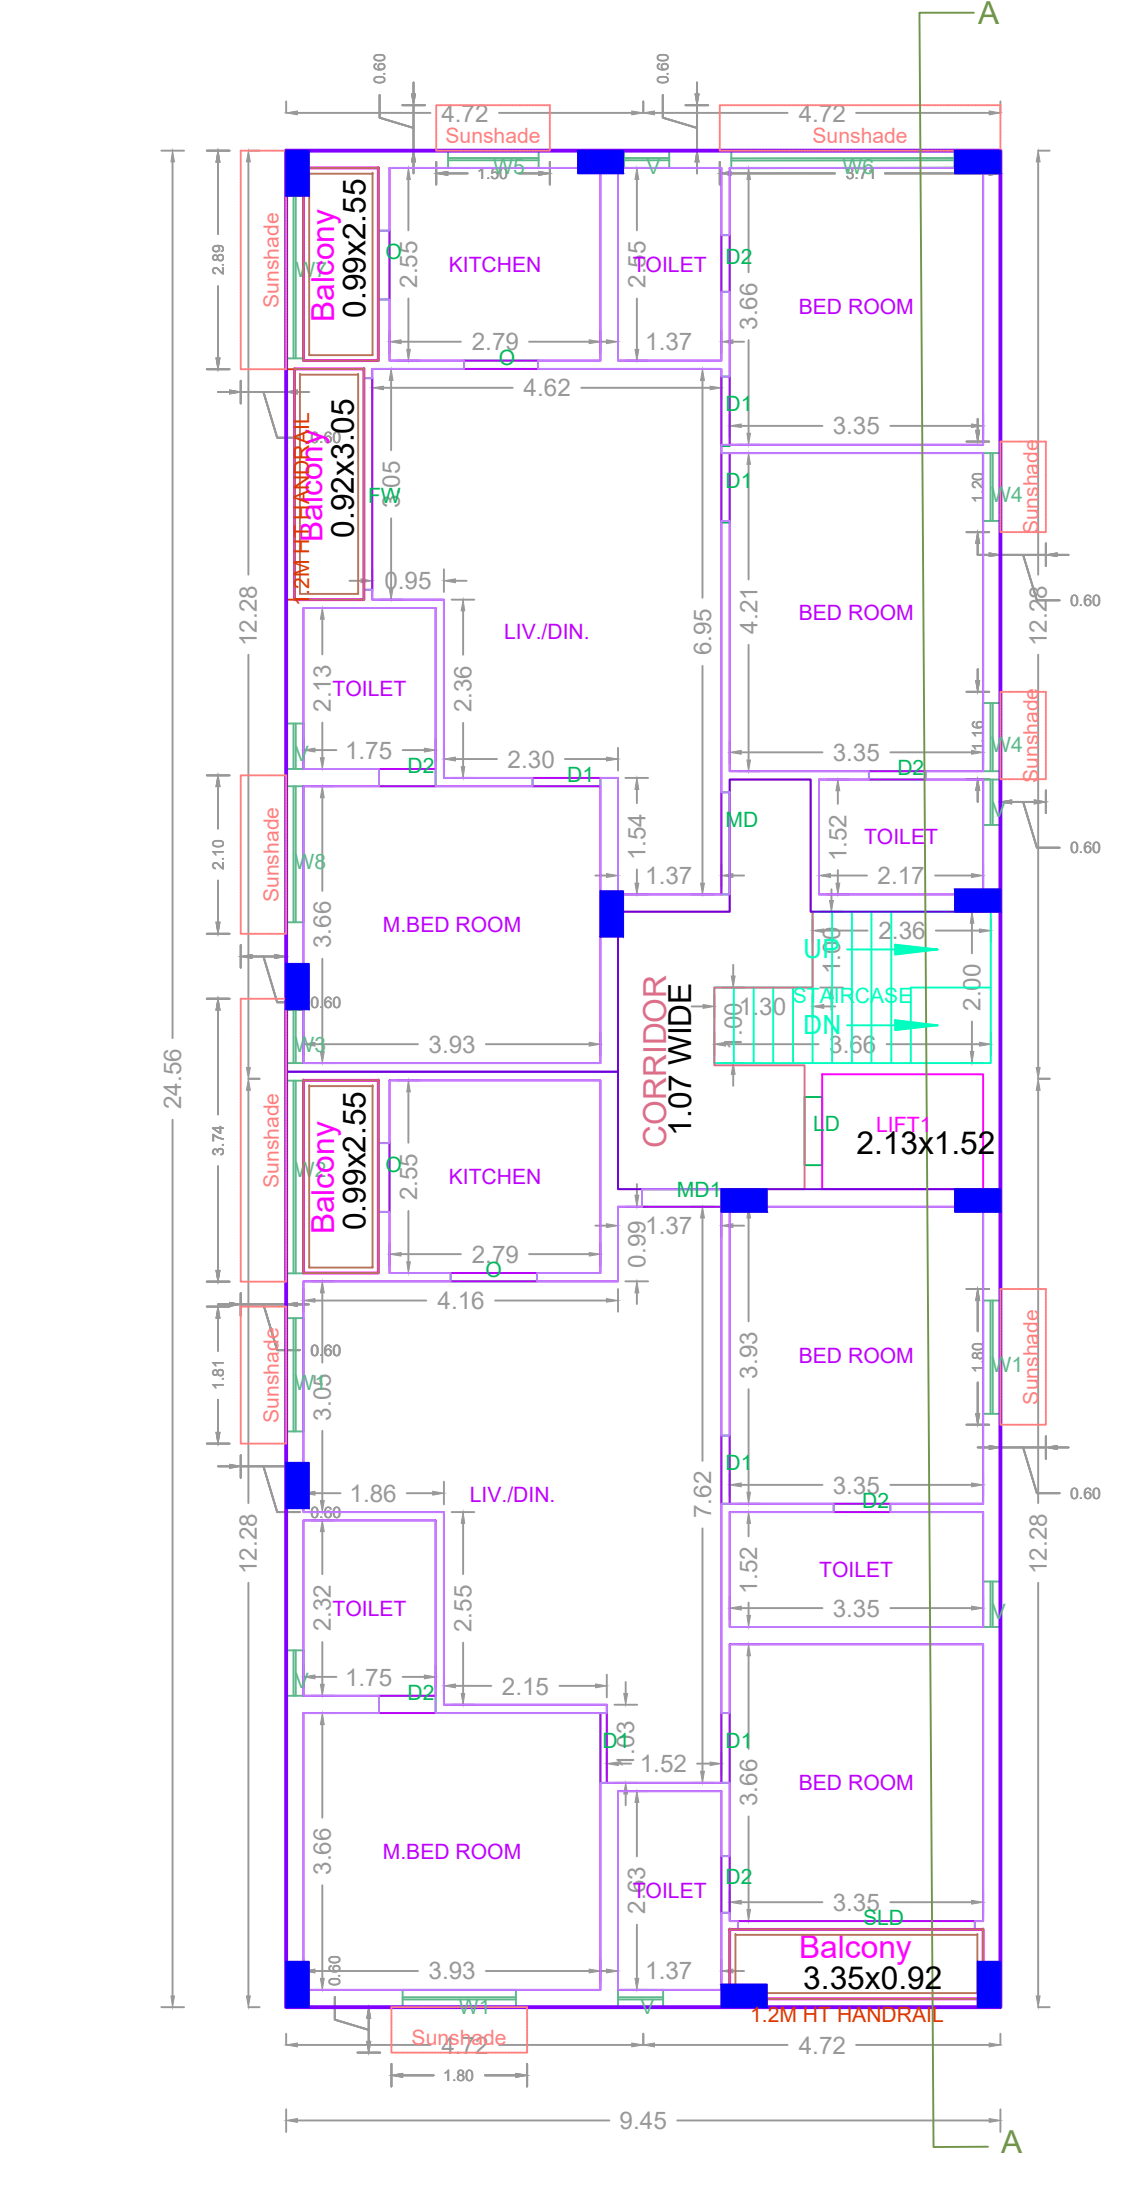 A
0.60
0.60
4.72
4.72
Sunshade
Sunshade
W5
V
W6
1.50
3.71
2.89
Sunshade
W7
Balcony
0.99x2.55
O
2.55
KITCHEN
2.55
TOILET
D2
3.66
BED ROOM
2.79
1.37
O
4.62
D1
3.35
0.60
1.2M HT HANDRAIL
Balcony
0.92x3.05
FW
3.05
D1
1.20
W4
Sunshade
0.60
12.28
0.95
LIV./DIN.
6.95
4.21
BED ROOM
12.28
2.13
TOILET
2.36
1.16
W4
Sunshade
1.75
D2
2.30
D1
3.35
D2
V
V
2.10
Sunshade
W8
1.54
MD
1.52
TOILET
0.60
1.37
2.17
3.66
M.BED ROOM
UP
1.00
2.36
0.60
STAIRCASE
2.00
1.30
1.00
DN
3.66
W3
3.93
CORRIDOR
1.07 WIDE
24.56
3.74
Sunshade
W2
Balcony
0.99x2.55
O
2.55
KITCHEN
LD
LIFT1
2.13x1.52
MD1
2.79
O
0.99
1.37
4.16
0.60
1.81
Sunshade
W1
3.05
3.93
BED ROOM
1.80
W1
Sunshade
D1
0.60
0.60
1.86
LIV./DIN.
7.62
3.35
D2
12.28
12.28
2.32
TOILET
2.55
1.52
TOILET
3.35
V
V
1.75
D2
2.15
D1
1.03
1.52
D1
3.66
BED ROOM
3.66
M.BED ROOM
2.63
TOILET
D2
3.35
SLD
0.60
3.93
1.37
Balcony
3.35x0.92
W1
V
1.2M HT HANDRAIL
Sunshade
4.72
4.72
1.80
9.45
A